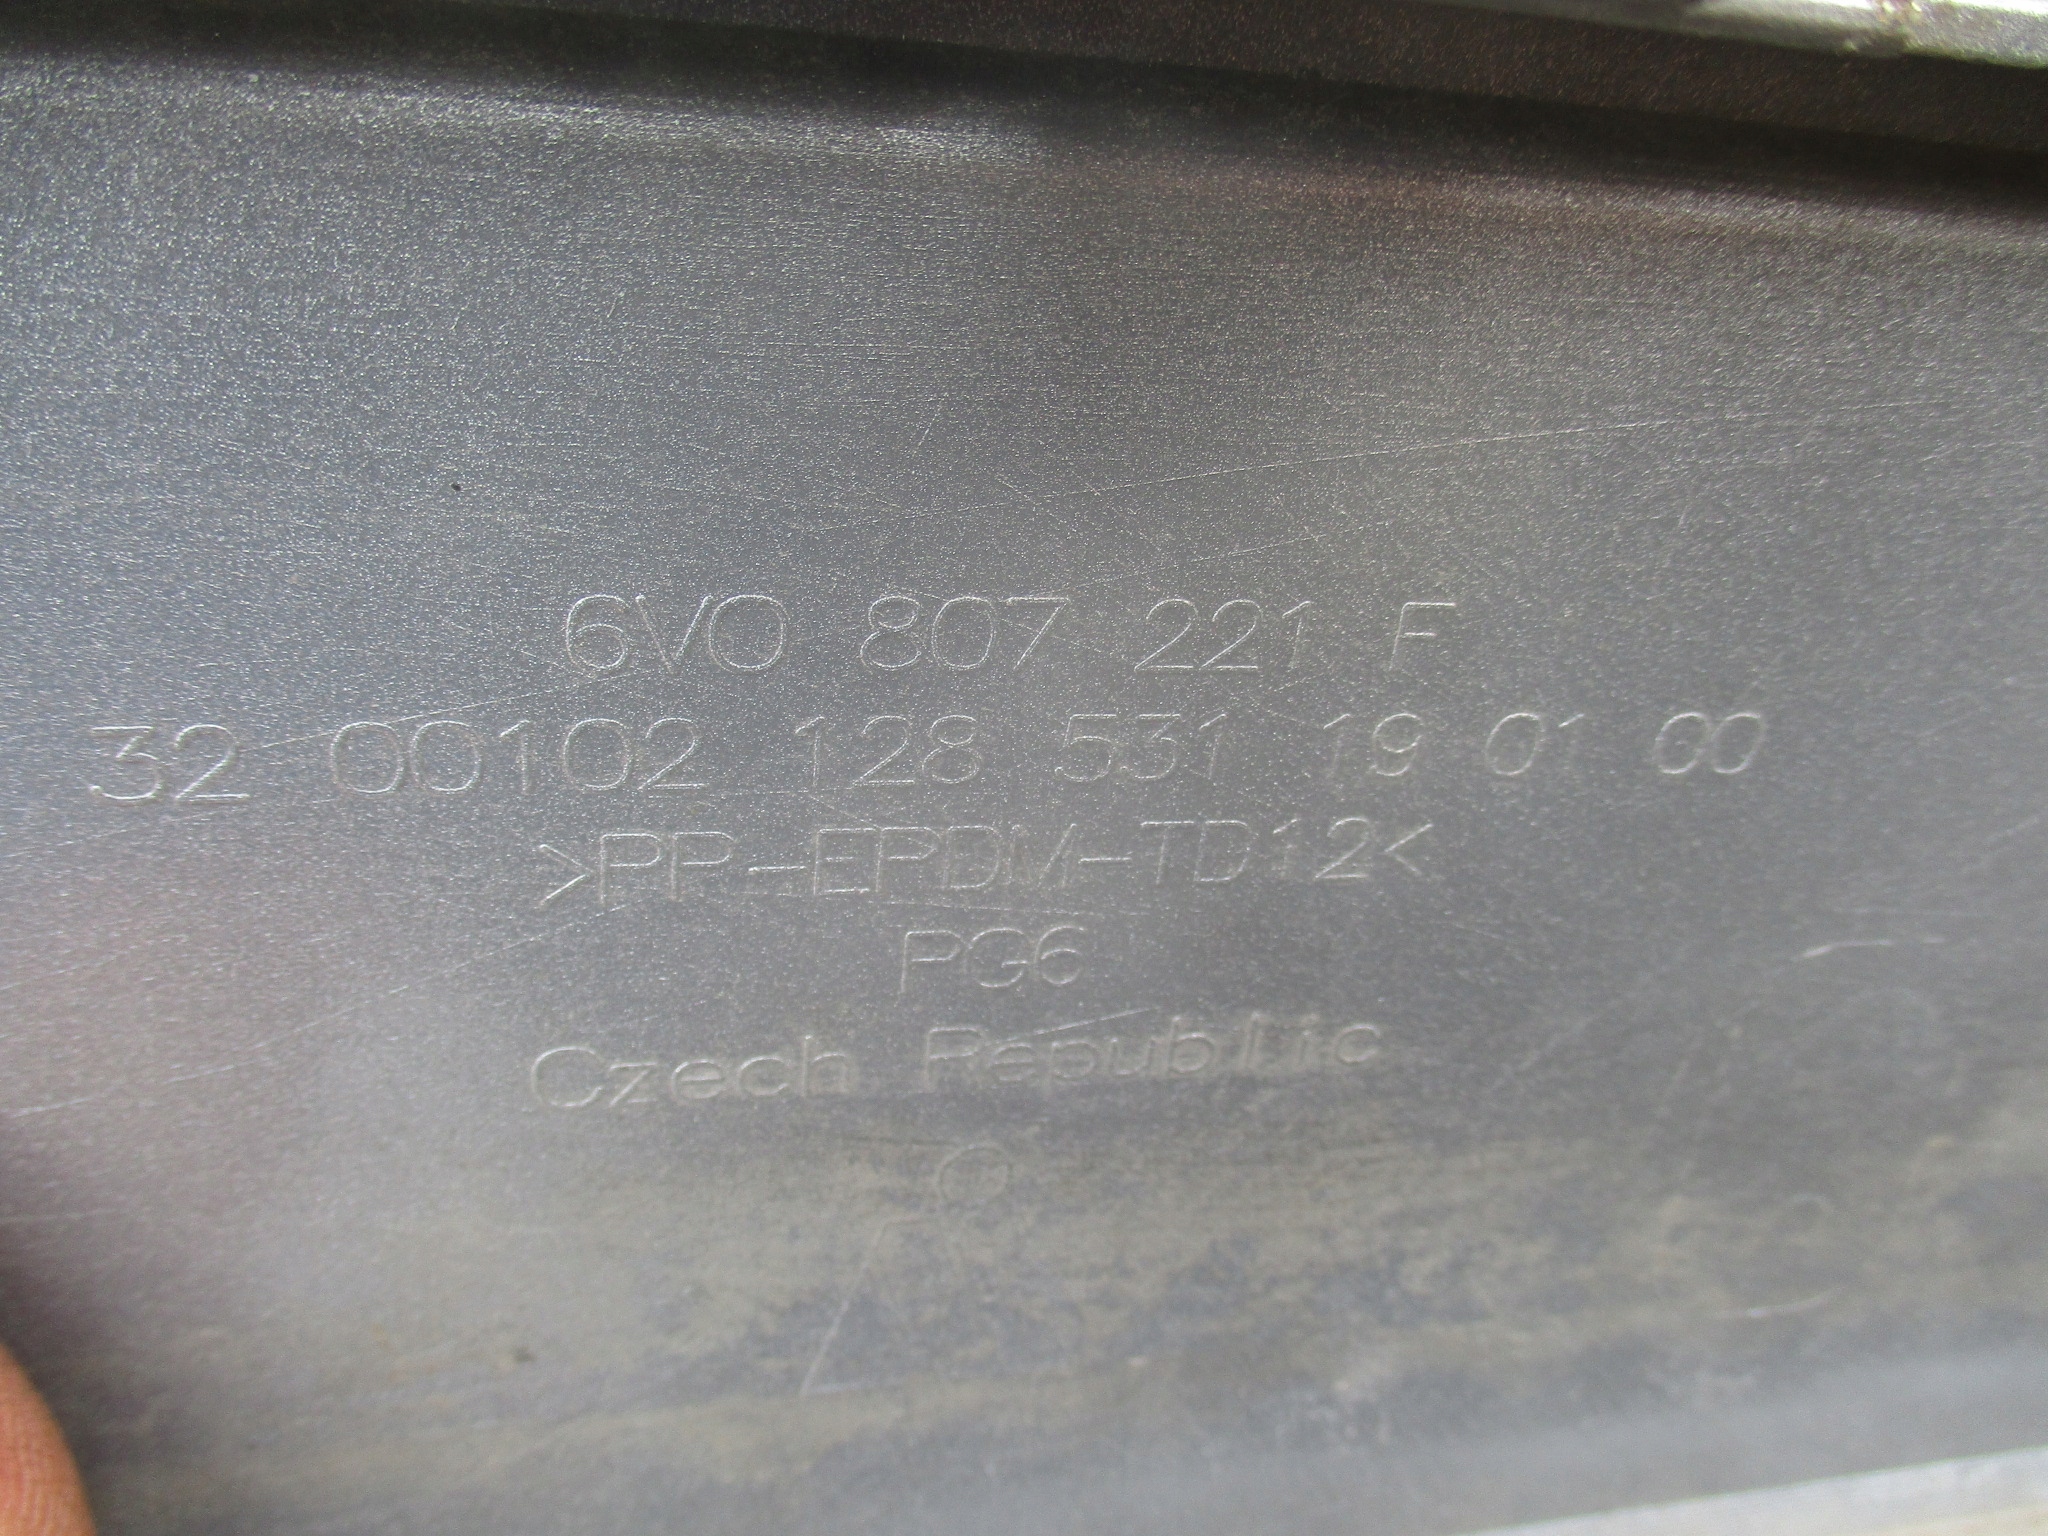 6V0 807 221 F
32 00102 128 531 19 01 00
>PP-EPDM-TD12<
PG6
Czech Republic